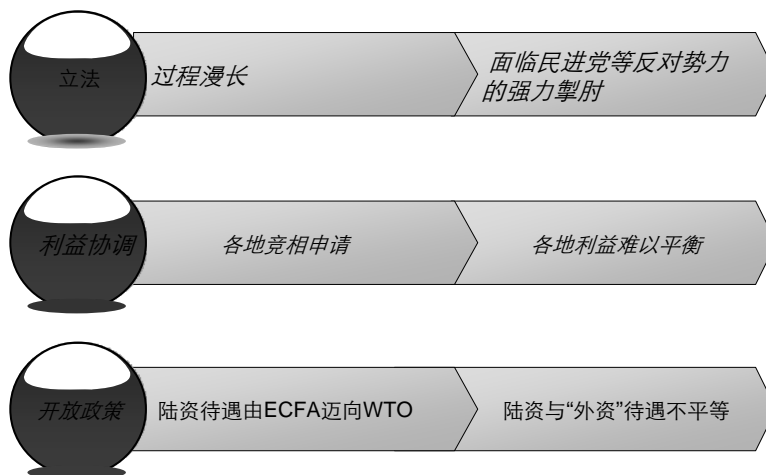 立法
过程漫长
面临民进党等反对势力
的强力掣肘
利益协调
各地竞相申请
各地利益难以平衡
开放政策
陆资待遇由ECFA迈向WTO
陆资与“外资”待遇不平等